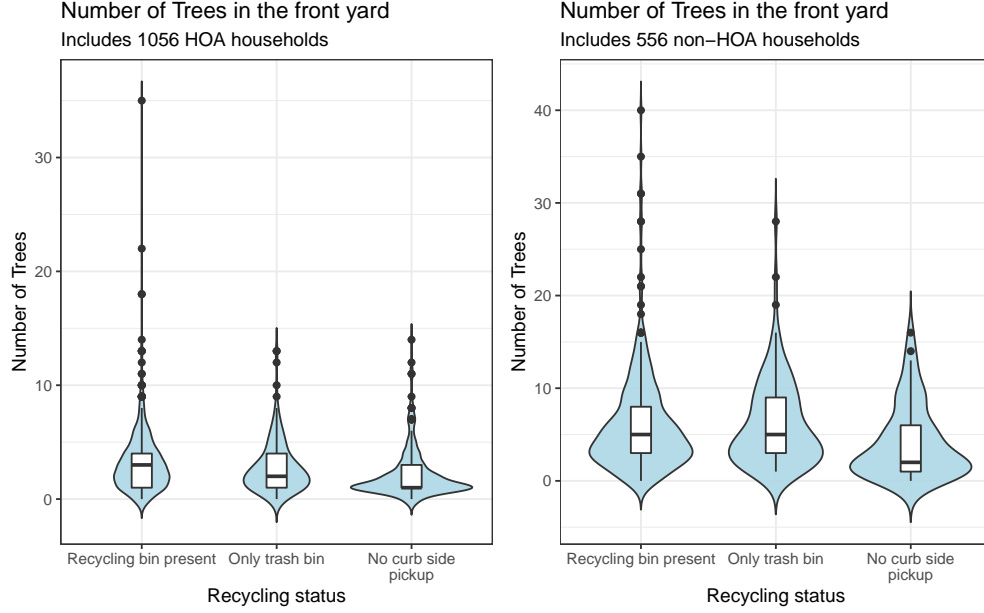 Number of Trees in the front yard
Includes 1056 HOA households
Number of Trees
30
20
10
0
Recycling bin present
Only trash bin
No curb side
pickup
Recycling status
Number of Trees in the front yard
Includes 556 non−HOA households
Number of Trees
40
30
20
10
0
Recycling bin present
Only trash bin
No curb side
pickup
Recycling status